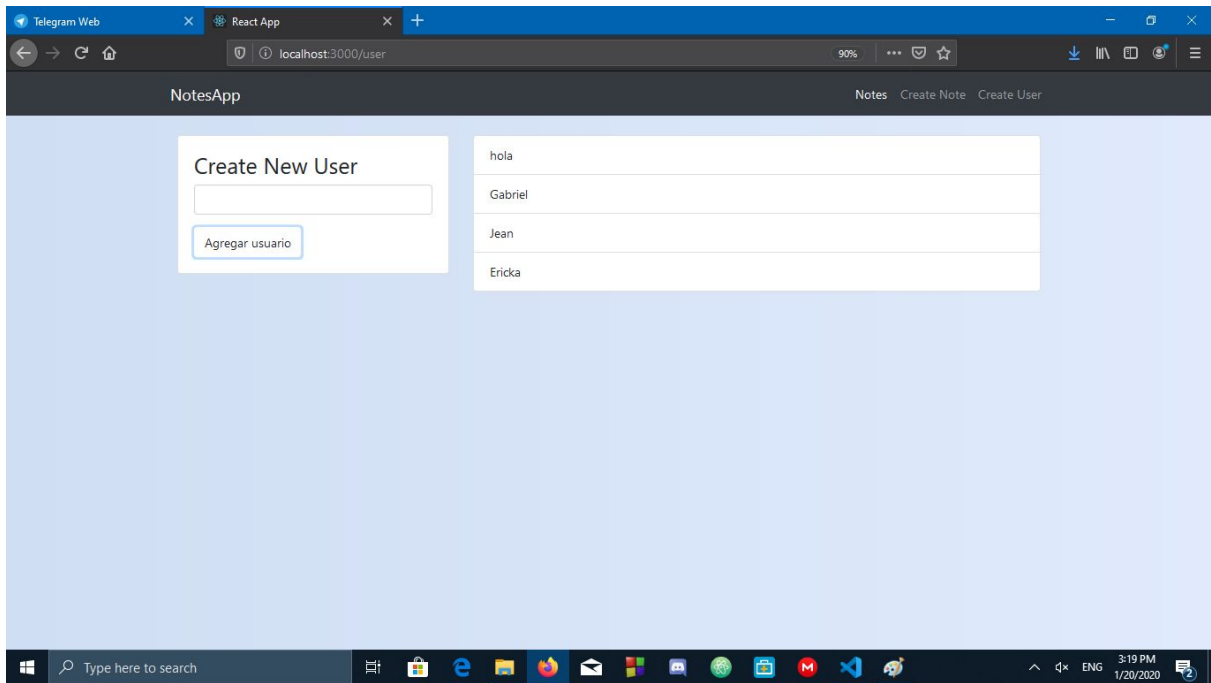 Telegram Web
React App
localhost:3000/user
90%
NotesApp
Notes Create Note Create User
Create New User
Agregar usuario
hola
Gabriel
Jean
Ericka
Type here to search
ENG
3:19 PM
1/20/2020
2